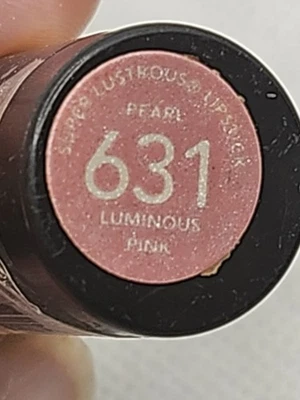 SUPER LUSTROUS® LIPSTICK
PEARL
631
LUMINOUS
PINK